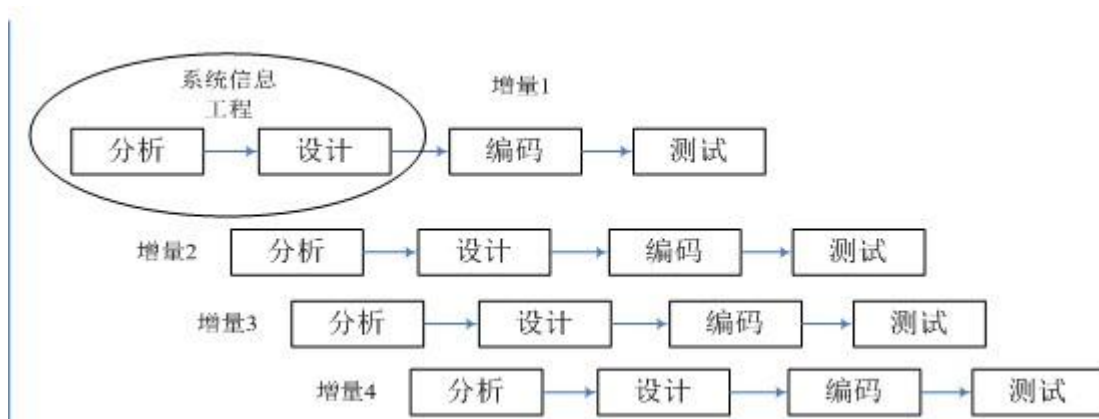 系统信息
工程
增量1
分析 设计 编码 测试
增量2 分析 设计 编码 测试
增量3 分析 设计 编码 测试
增量4 分析 设计 编码 测试